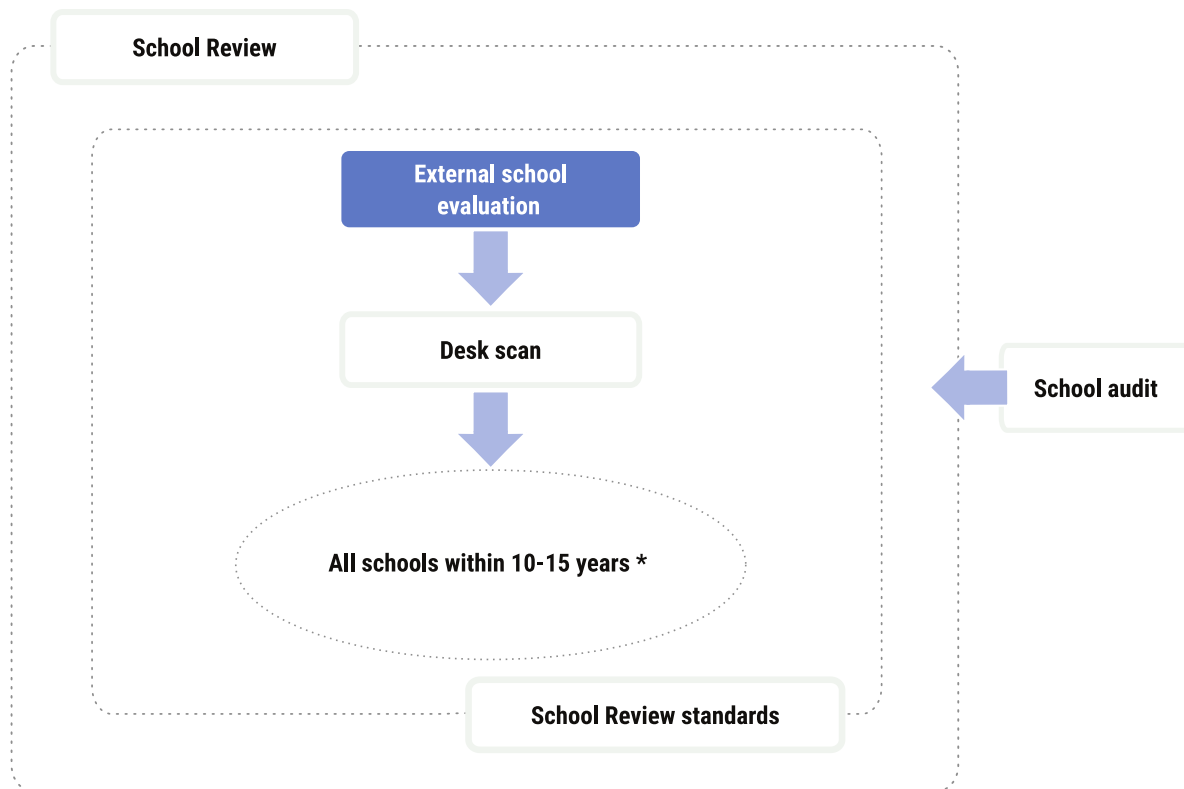 School Review
External school
evaluation
Desk scan
School audit
All schools within 10-15 years *
School Review standards